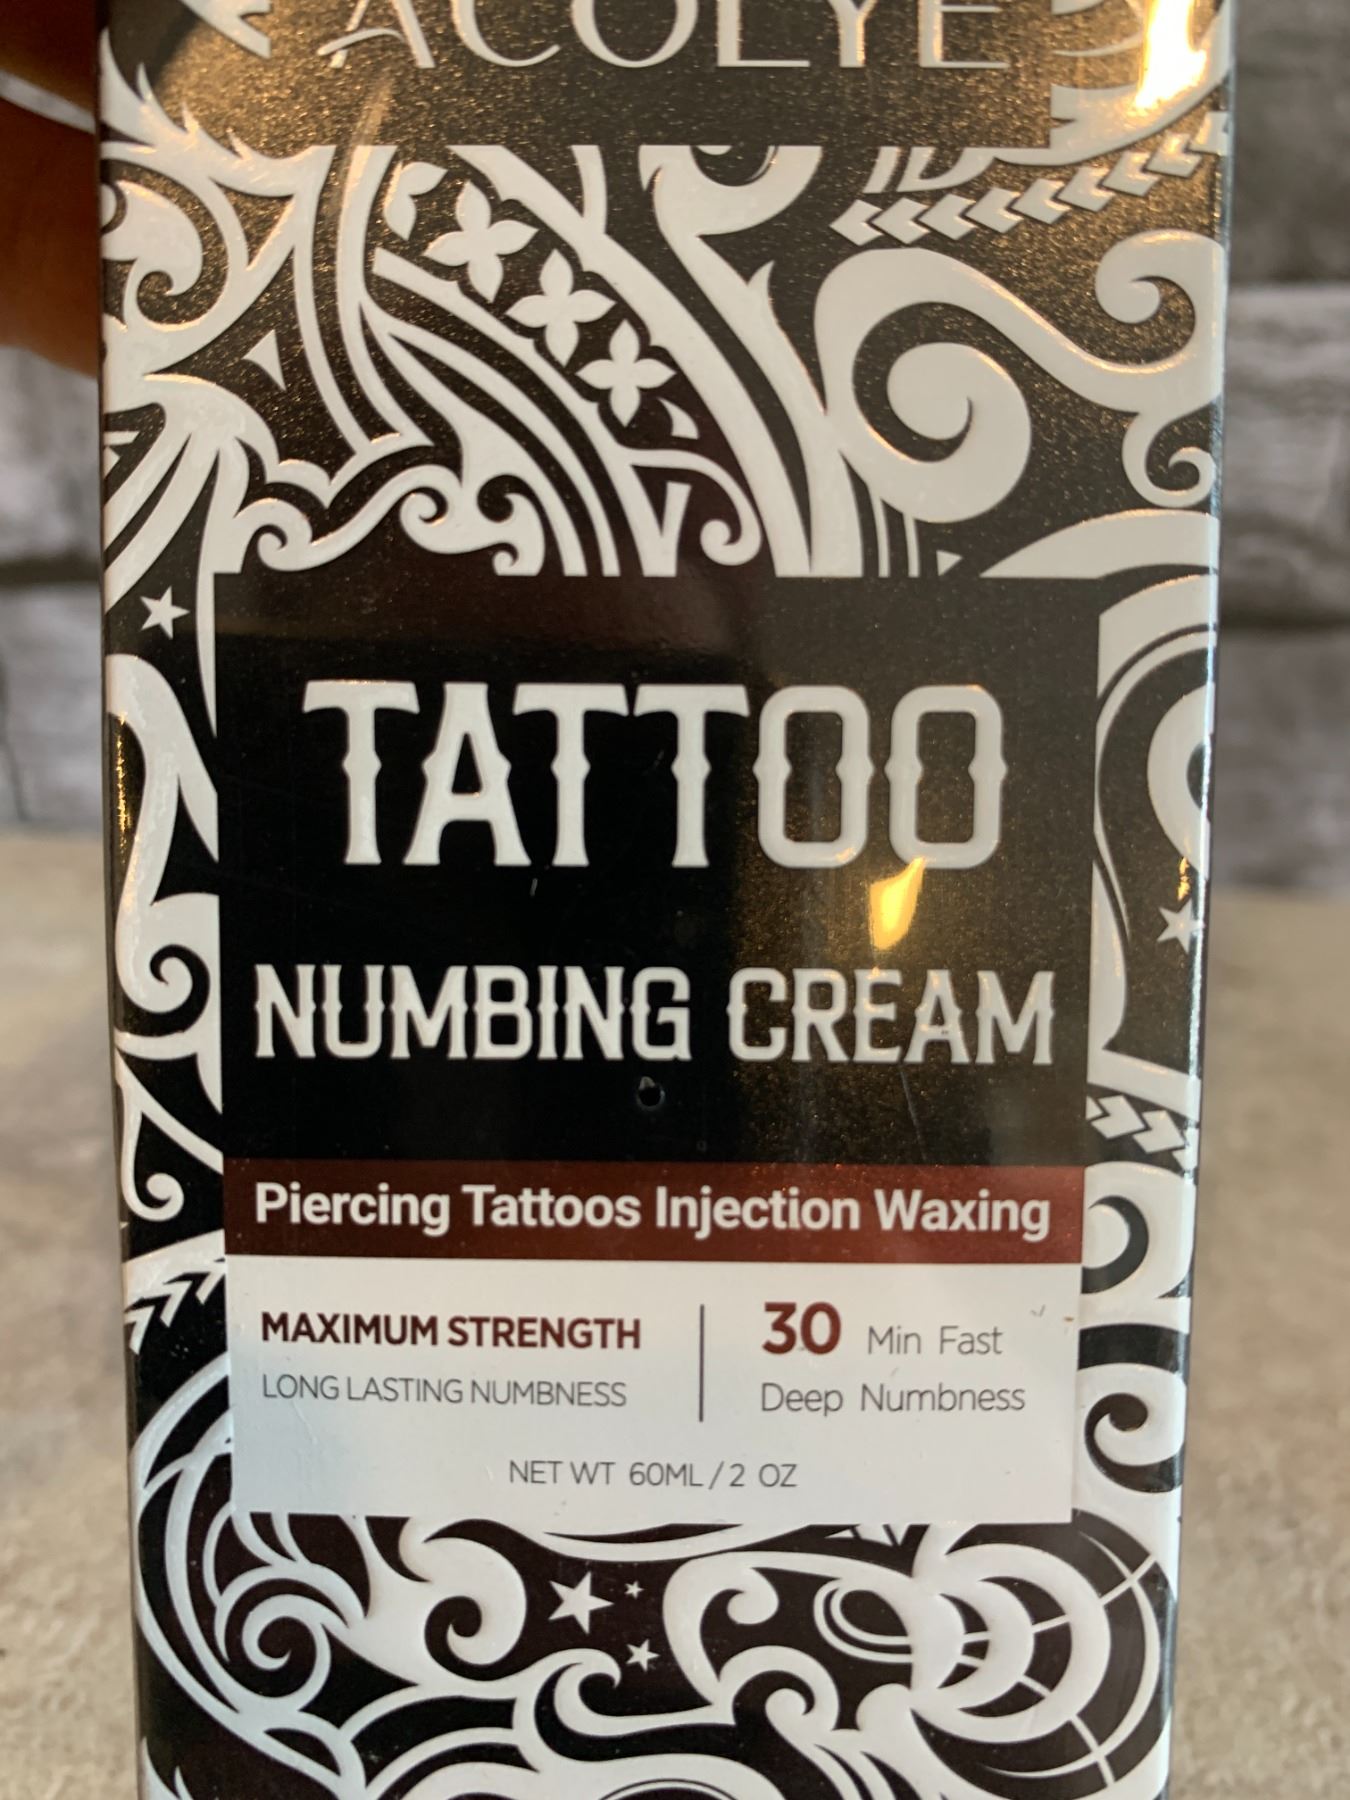 ACOLYE
TATTOO
NUMBING CREAM
Piercing Tattoos Injection Waxing
MAXIMUM STRENGTH
LONG LASTING NUMBNESS
30 Min Fast
Deep Numbness
NET WT 60ML / 2 OZ